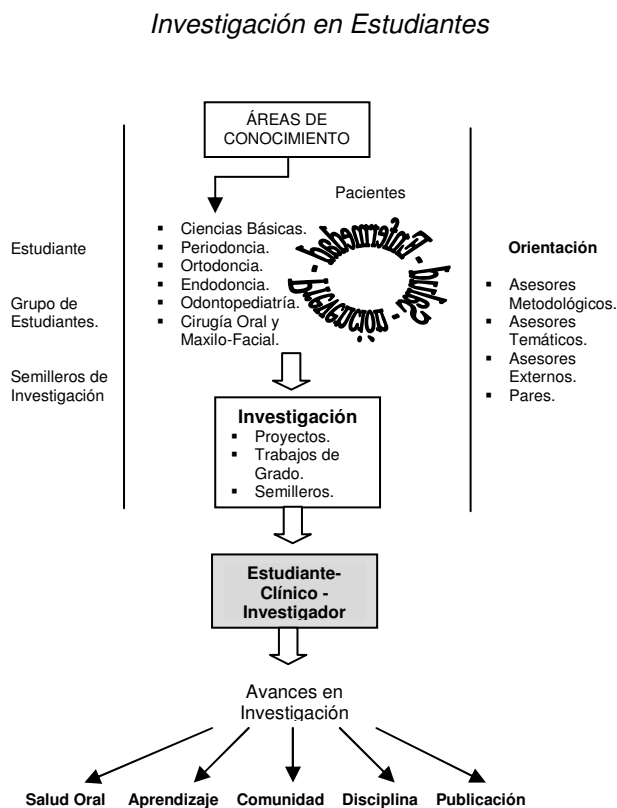 Investigación en Estudiantes
ÁREAS DE
CONOCIMIENTO
Pacientes
▪ Ciencias Básicas.
▪ Periodoncia.
▪ Ortodoncia.
▪ Endodoncia.
▪ Odontopediatría.
▪ Cirugía Oral y
Maxilo-Facial.
Salud - Enfermedad -
Estudiante
Grupo de
Estudiantes.
Semilleros de
Investigación
Orientación
▪ Asesores
Metodológicos.
▪ Asesores
Temáticos.
▪ Asesores
Externos.
▪ Pares.
Investigación
▪ Proyectos.
▪ Trabajos de
Grado.
▪ Semilleros.
Estudiante-
Clínico -
Investigador
Avances en
Investigación
Salud Oral Aprendizaje Comunidad Disciplina Publicación